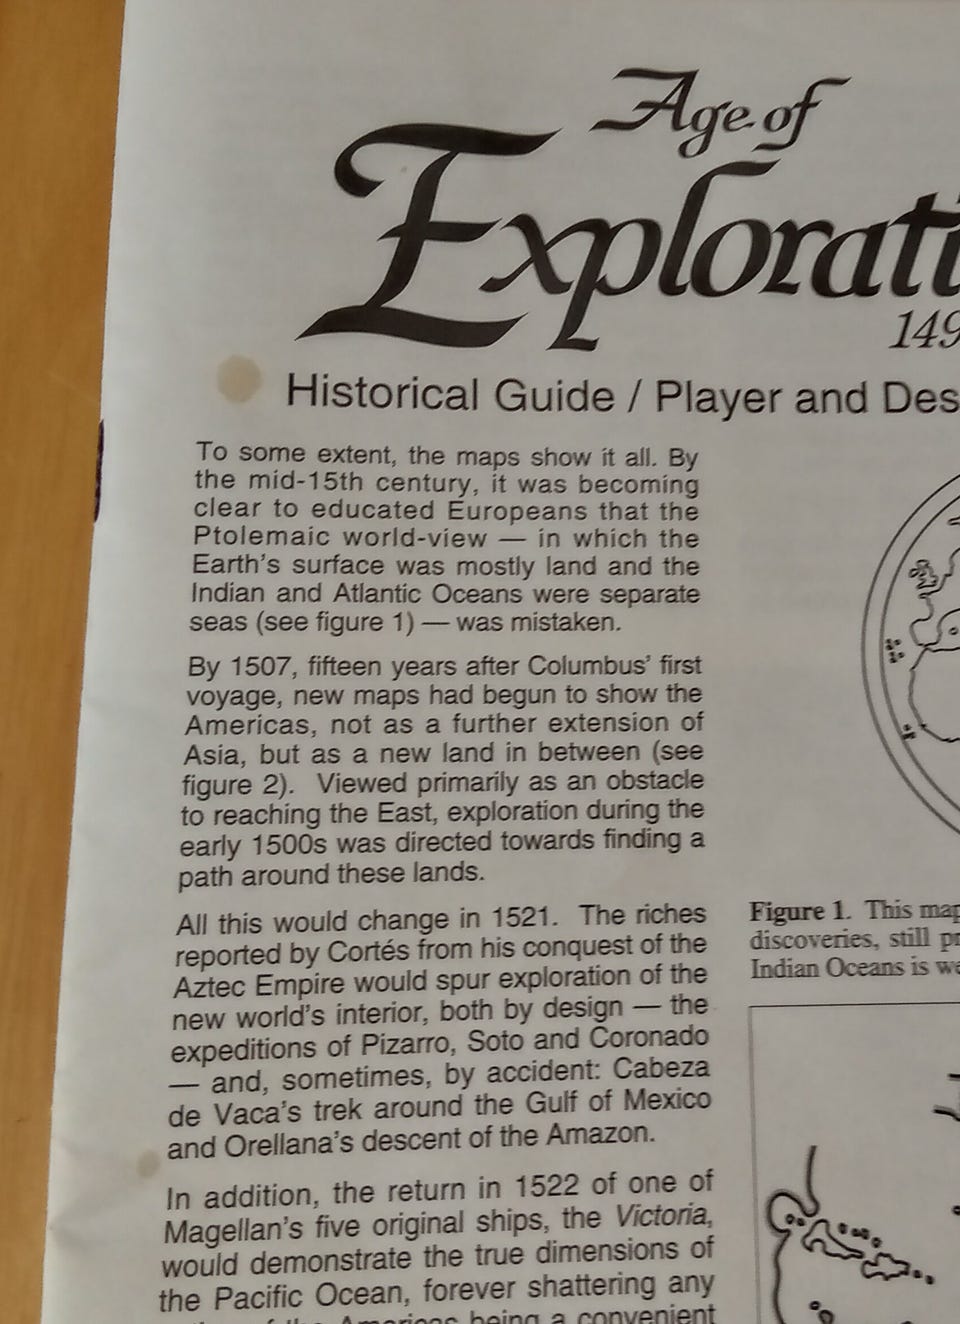 Age of
Explorati
149
Historical Guide / Player and Des
To some extent, the maps show it all. By
the mid-15th century, it was becoming
clear to educated Europeans that the
Ptolemaic world-view — in which the
Earth's surface was mostly land and the
Indian and Atlantic Oceans were separate
seas (see figure 1) — was mistaken.
By 1507, fifteen years after Columbus' first
voyage, new maps had begun to show the
Americas, not as a further extension of
Asia, but as a new land in between (see
figure 2). Viewed primarily as an obstacle
to reaching the East, exploration during the
early 1500s was directed towards finding a
path around these lands.
All this would change in 1521. The riches
reported by Cortés from his conquest of the
Aztec Empire would spur exploration of the
new world's interior, both by design — the
expeditions of Pizarro, Soto and Coronado
— and, sometimes, by accident: Cabeza
de Vaca's trek around the Gulf of Mexico
and Orellana's descent of the Amazon.
In addition, the return in 1522 of one of
Magellan's five original ships, the Victoria,
would demonstrate the true dimensions of
the Pacific Ocean, forever shattering any
of the Americas being a convenient
Figure 1. This map
discoveries, still pr
Indian Oceans is we